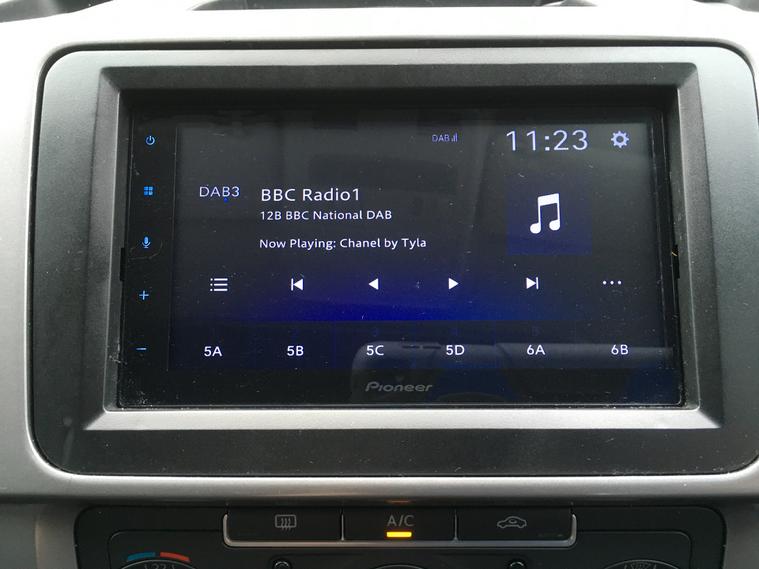 DAB
11:23
DAB3
BBC Radio1
12B BBC National DAB
Now Playing: Chanel by Tyla
5A 5B 5C 5D 6A 6B
Pioneer
A/C